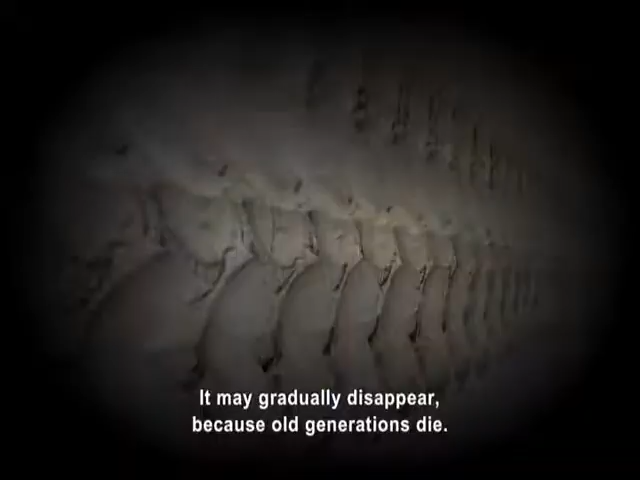 It may gradually disappear,
because old generations die.